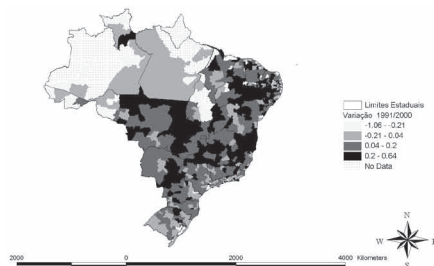 Limites Estaduais
Variação 1991/2000
-1.06 - -0.21
-0.21 - 0.04
0.04 - 0.2
0.2 - 0.64
No Data
N
W E
S
2000 0 2000 4000 Kilometers